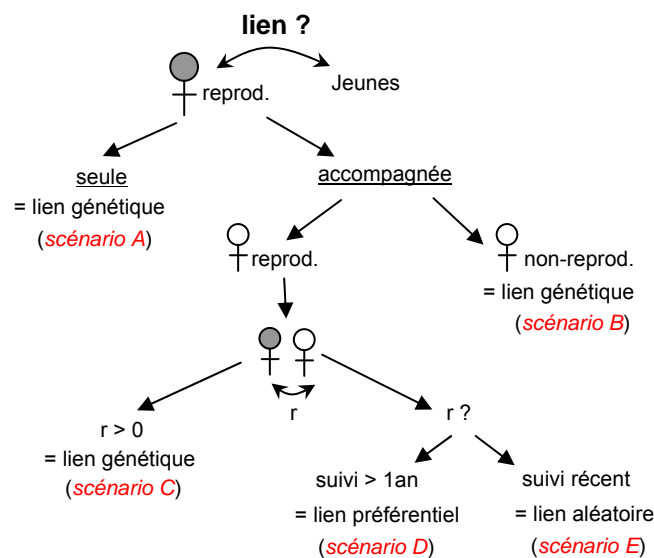 lien ?
reprod.
Jeunes
seule
= lien génétique
(scénario A)
accompagnée
reprod.
non-reprod.
= lien génétique
(scénario B)
r
r > 0
= lien génétique
(scénario C)
r ?
suivi > 1an
= lien préférentiel
(scénario D)
suivi récent
= lien aléatoire
(scénario E)